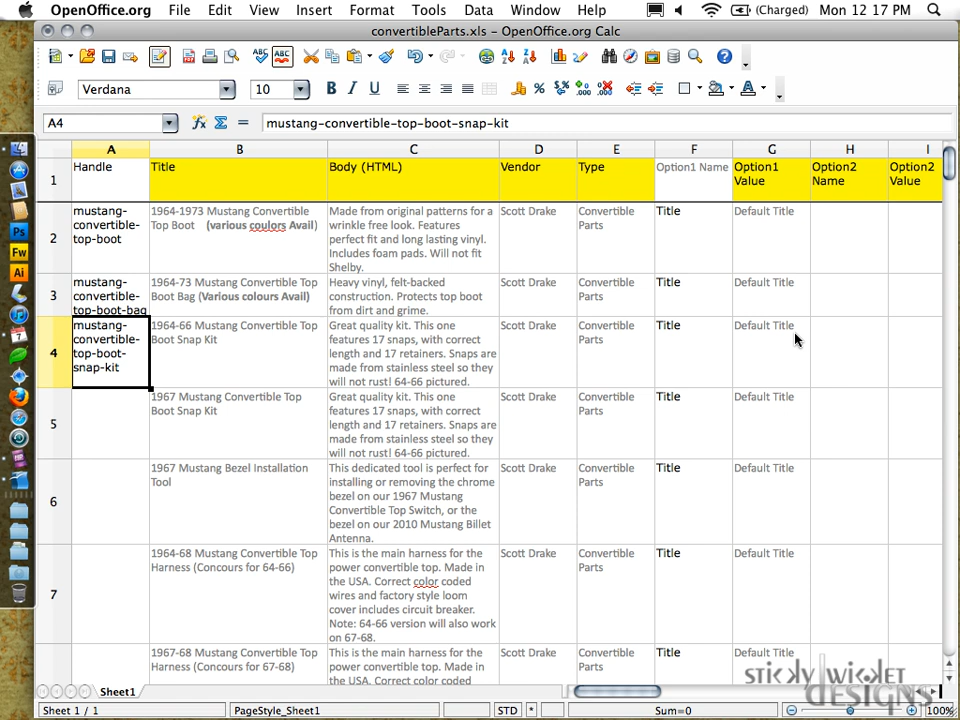 OpenOffice.org File Edit View Insert Format Tools Data Window Help (Charged) Mon 12 17 PM
convertibleParts.xls - OpenOffice.org Calc
ABC ABC
Verdana 10 B I U
A4 fx Σ = mustang-convertible-top-boot-snap-kit
A B C D E F G H I
1 Handle Title Body (HTML) Vendor Type Option1 Name Option1 Value Option2 Name Option2 Value
2
mustang-
convertible-
top-boot
1964-1973 Mustang Convertible
Top Boot (various coulors Avail)
Made from original patterns for a
wrinkle free look. Features
perfect fit and long lasting vinyl.
Includes foam pads. Will not fit
Shelby.
Scott Drake
Convertible
Parts
Title
Default Title
3
mustang-
convertible-
top-boot-bag
1964-73 Mustang Convertible Top
Boot Bag (Various colours Avail)
Heavy vinyl, felt-backed
construction. Protects top boot
from dirt and grime.
Scott Drake
Convertible
Parts
Title
Default Title
4
mustang-
convertible-
top-boot-
snap-kit
1964-66 Mustang Convertible Top
Boot Snap Kit
Great quality kit. This one
features 17 snaps, with correct
length and 17 retainers. Snaps are
made from stainless steel so they
will not rust! 64-66 pictured.
Scott Drake
Convertible
Parts
Title
Default Title
5
1967 Mustang Convertible Top
Boot Snap Kit
Great quality kit. This one
features 17 snaps, with correct
length and 17 retainers. Snaps are
made from stainless steel so they
will not rust! 64-66 pictured.
Scott Drake
Convertible
Parts
Title
Default Title
6
1967 Mustang Bezel Installation
Tool
This dedicated tool is perfect for
installing or removing the chrome
bezel on our 1967 Mustang
Convertible Top Switch, or the
bezel on our 2010 Mustang Billet
Antenna.
Scott Drake
Convertible
Parts
Title
Default Title
7
1964-68 Mustang Convertible Top
Harness (Concours for 64-66)
This is the main harness for the
power convertible top. Made in
the USA. Correct color coded
wires and factory style loom
cover includes circuit breaker.
Note: 64-66 version will also work
on 67-68.
Scott Drake
Convertible
Parts
Title
Default Title
1967-68 Mustang Convertible Top
Harness (Concours for 67-68)
This is the main harness for the
power convertible top. Made in
the USA. Correct color coded
Scott Drake
Convertible
Parts
Title
Default Title
Ps
Fw
Ai
Sheet1
sticky wicket
DESIGNS
Sheet 1 / 1 PageStyle_Sheet1 STD * Sum=0 100%